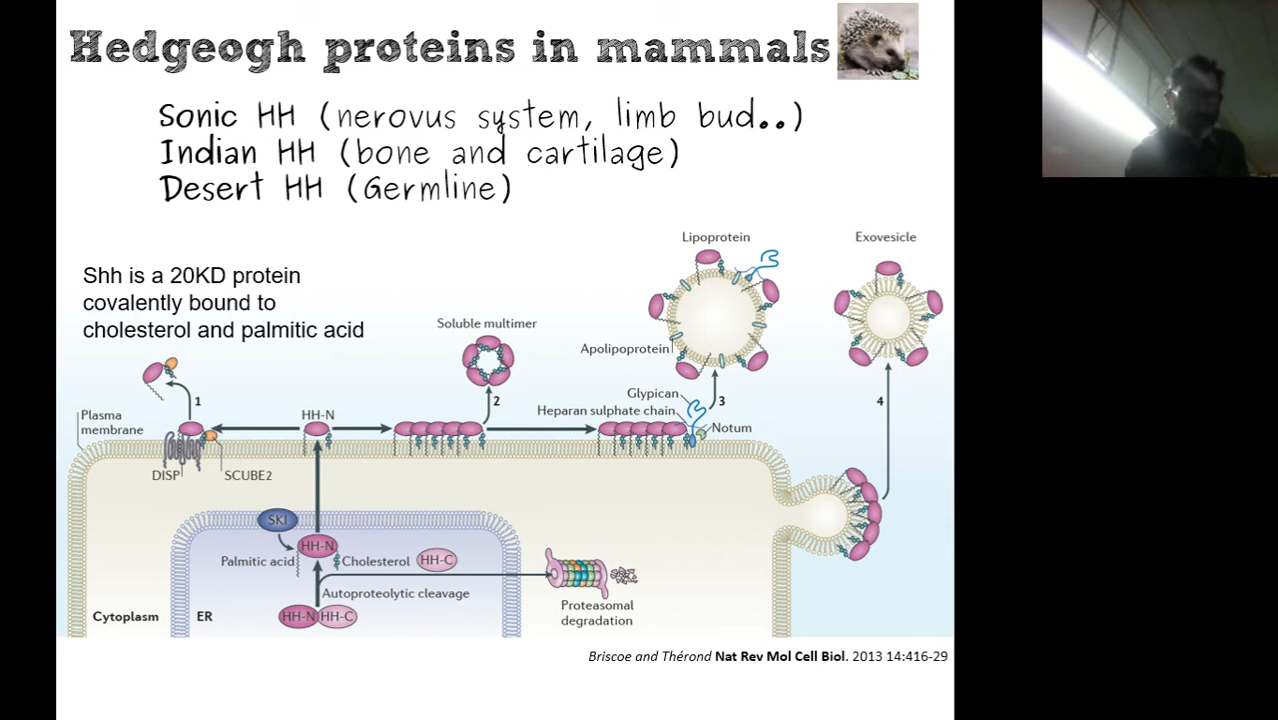 Hedgeogh proteins in mammals
Sonic HH (nerovus system, limb bud..)
Indian HH (bone and cartilage)
Desert HH (Germline)
Shh is a 20KD protein
covalently bound to
cholesterol and palmitic acid
Lipoprotein
Exovesicle
Soluble multimer
Apolipoprotein
Glypican
Heparan sulphate chain
Notum
1
2
3
4
Plasma
membrane
HH-N
DISP
SCUBE2
SKI
HH-N
Palmitic acid
Cholesterol
HH-C
Autoproteolytic cleavage
HH-N
HH-C
Proteasomal
degradation
Cytoplasm
ER
Briscoe and Thérond Nat Rev Mol Cell Biol. 2013 14:416-29